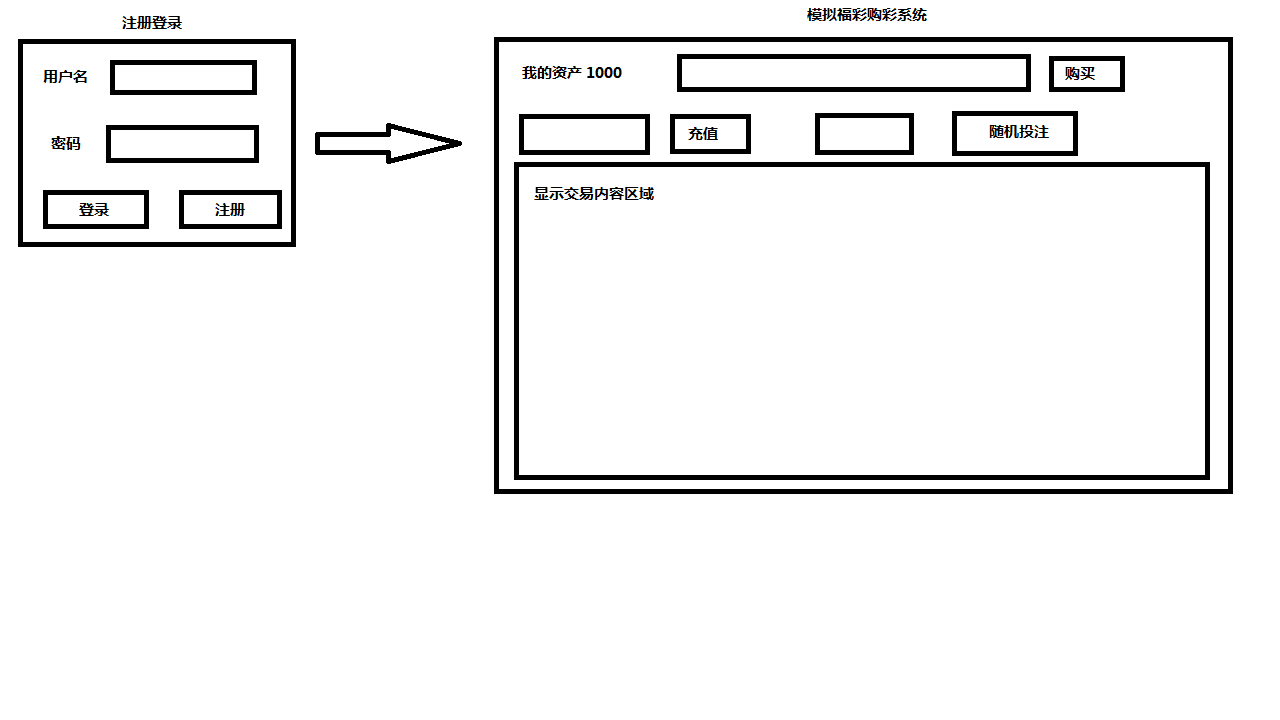 注册登录
用户名
密码
登录 注册
模拟福彩购彩系统
我的资产 1000 购买
充值 随机投注
显示交易内容区域